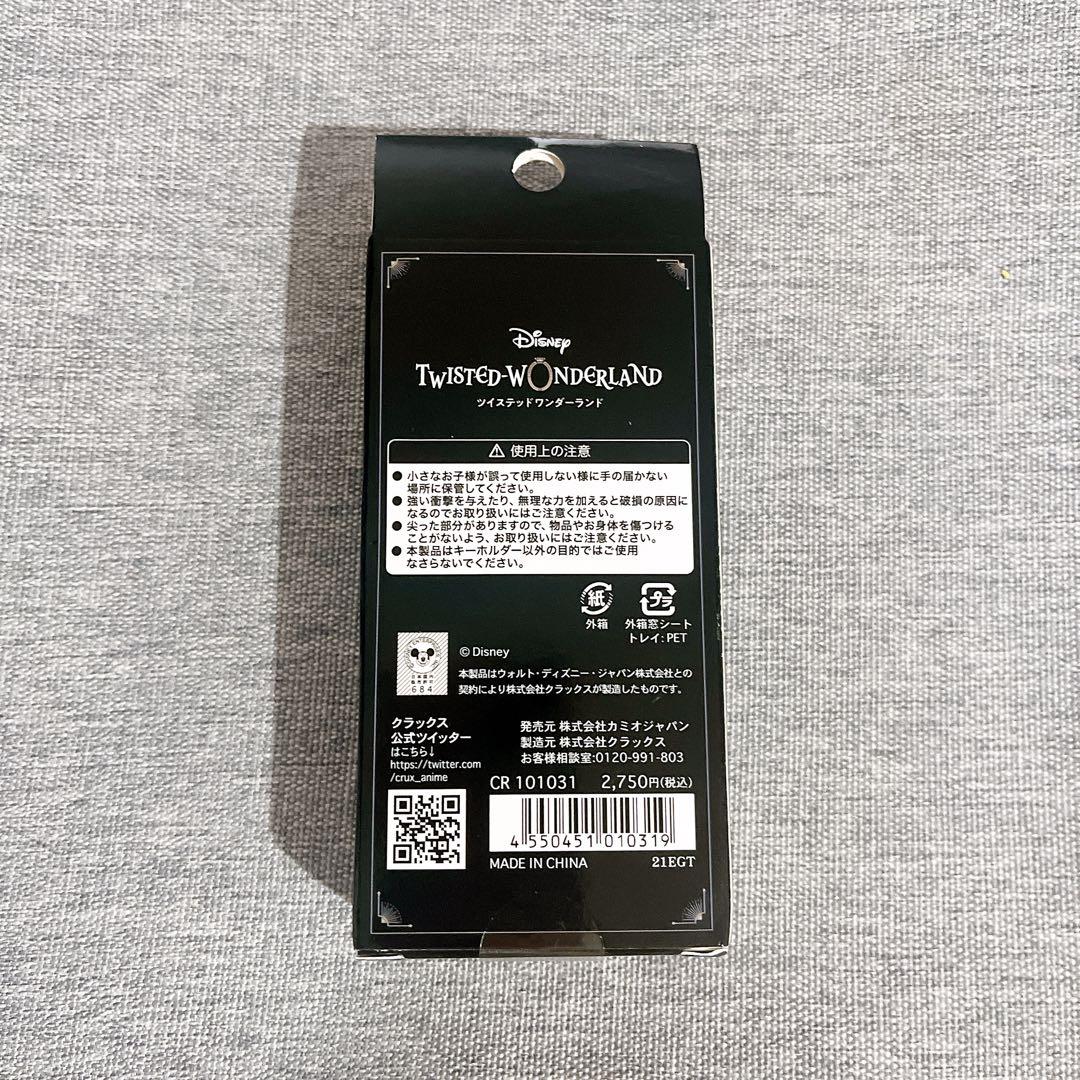 Disney
TWISTED-WONDERLAND
ツイステッドワンダーランド
⚠ 使用上の注意
● 小さなお子様が誤って使用しない様に手の届かない
場所に保管してください。
● 強い衝撃を与えたり、無理な力を加えると破損の原因に
なるのでお取り扱いにはご注意ください。
● 尖った部分がありますので、物品やお身体を傷つける
ことがないよう、お取り扱いにはご注意ください。
● 本製品はキーホルダー以外の目的ではご使用
なさらないでください。
紙 プラ
外箱 外箱窓シート
トレイ: PET
© Disney
日本国内
販売許可
684
本製品はウォルト・ディズニー・ジャパン株式会社との
契約により株式会社クラックスが製造したものです。
クラックス
公式ツイッター
はこちら↓
https://twitter.com
/crux_anime
発売元 株式会社カミオジャパン
製造元 株式会社クラックス
お客様相談室:0120-991-803
CR 101031 2,750円(税込)
4 550451 010319
MADE IN CHINA 21EGT